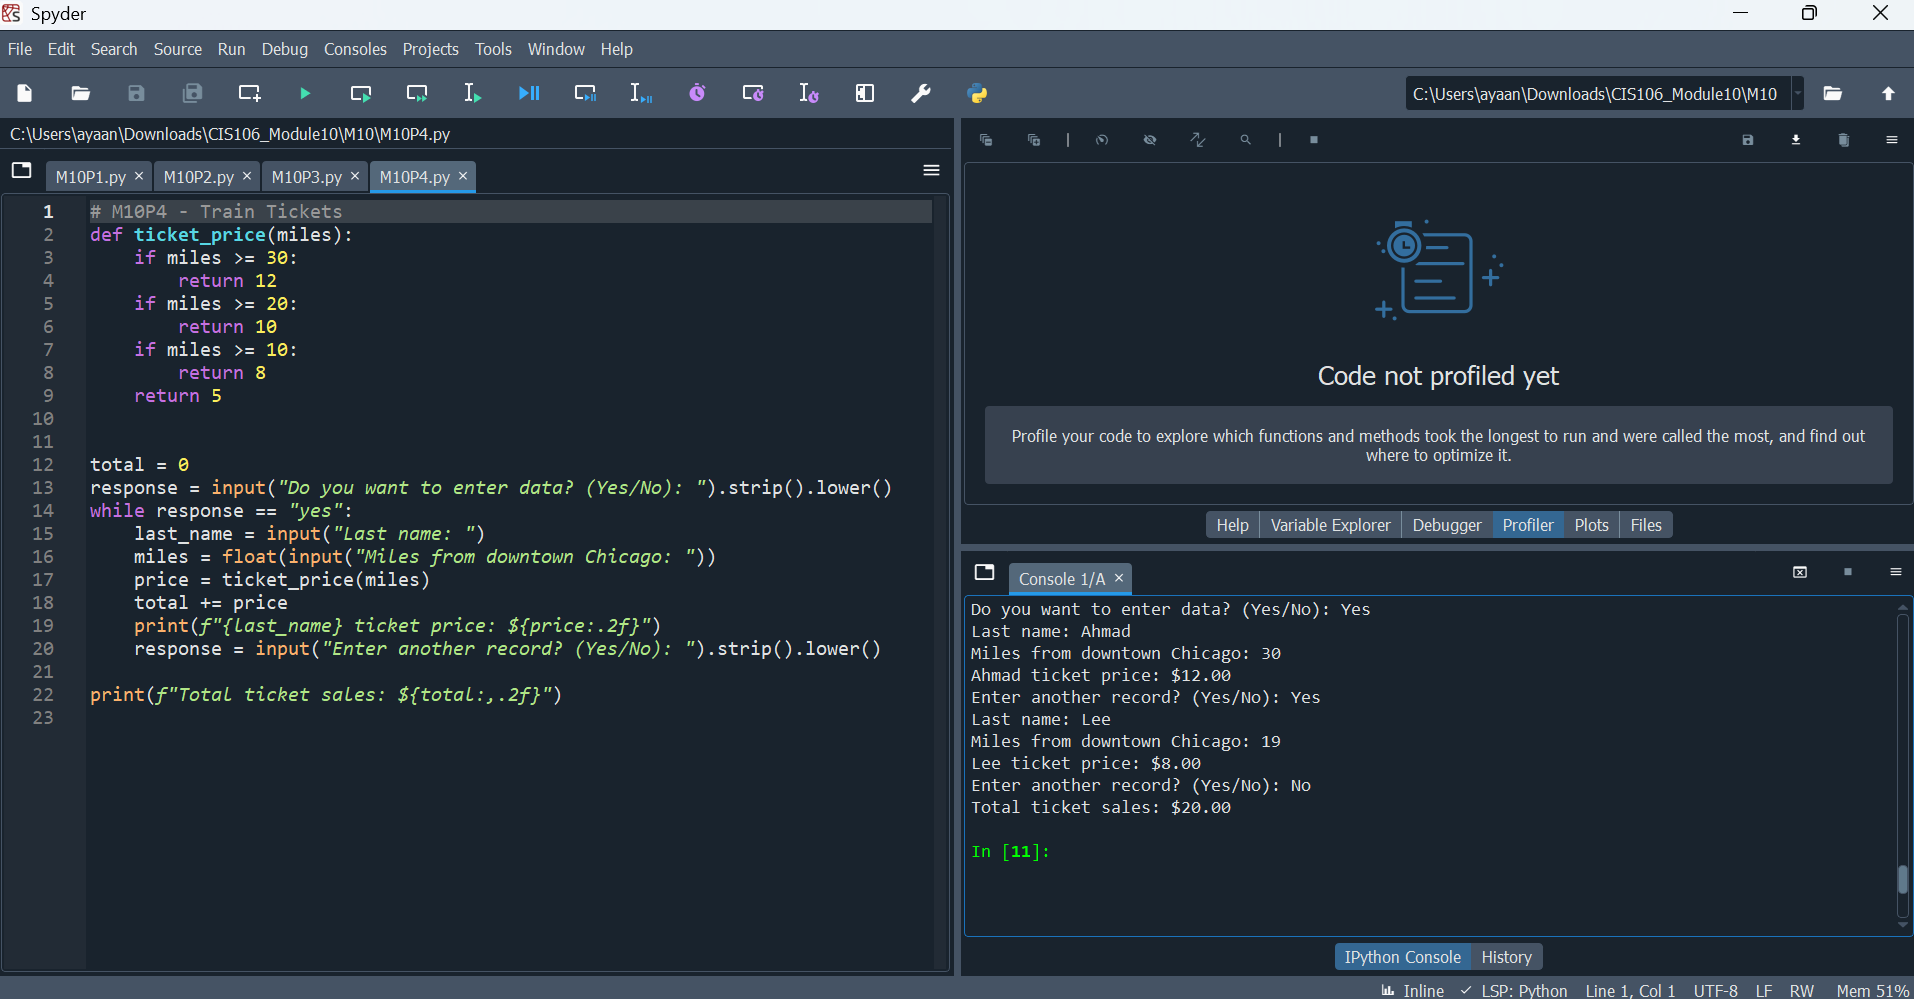 Spyder
File Edit Search Source Run Debug Consoles Projects Tools Window Help
C:\Users\ayaan\Downloads\CIS106_Module10\M10
C:\Users\ayaan\Downloads\CIS106_Module10\M10\M10P4.py
M10P1.py M10P2.py M10P3.py M10P4.py
1 # M10P4 - Train Tickets
2 def ticket_price(miles):
3     if miles >= 30:
4         return 12
5     if miles >= 20:
6         return 10
7     if miles >= 10:
8         return 8
9     return 5
10
11
12 total = 0
13 response = input("Do you want to enter data? (Yes/No): ").strip().lower()
14 while response == "yes":
15     last_name = input("Last name: ")
16     miles = float(input("Miles from downtown Chicago: "))
17     price = ticket_price(miles)
18     total += price
19     print(f"{last_name} ticket price: ${price:.2f}")
20     response = input("Enter another record? (Yes/No): ").strip().lower()
21
22 print(f"Total ticket sales: ${total:,.2f}")
23
Code not profiled yet
Profile your code to explore which functions and methods took the longest to run and were called the most, and find out
where to optimize it.
Help Variable Explorer Debugger Profiler Plots Files
Console 1/A
Do you want to enter data? (Yes/No): Yes
Last name: Ahmad
Miles from downtown Chicago: 30
Ahmad ticket price: $12.00
Enter another record? (Yes/No): Yes
Last name: Lee
Miles from downtown Chicago: 19
Lee ticket price: $8.00
Enter another record? (Yes/No): No
Total ticket sales: $20.00
In [11]:
IPython Console History
Inline LSP: Python Line 1, Col 1 UTF-8 LF RW Mem 51%